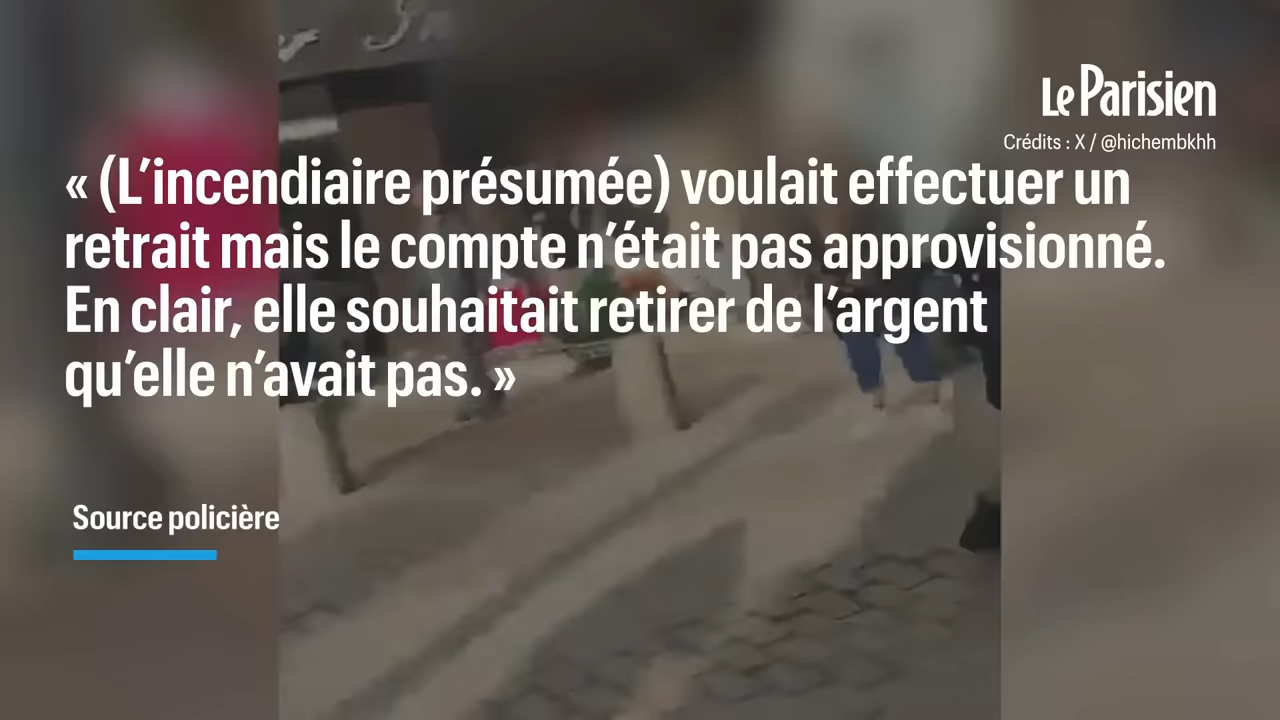 Le Parisien
Crédits : X / @hichembkhh
« (L’incendiaire présumée) voulait effectuer un
retrait mais le compte n’était pas approvisionné.
En clair, elle souhaitait retirer de l’argent
qu’elle n’avait pas. »
Source policière